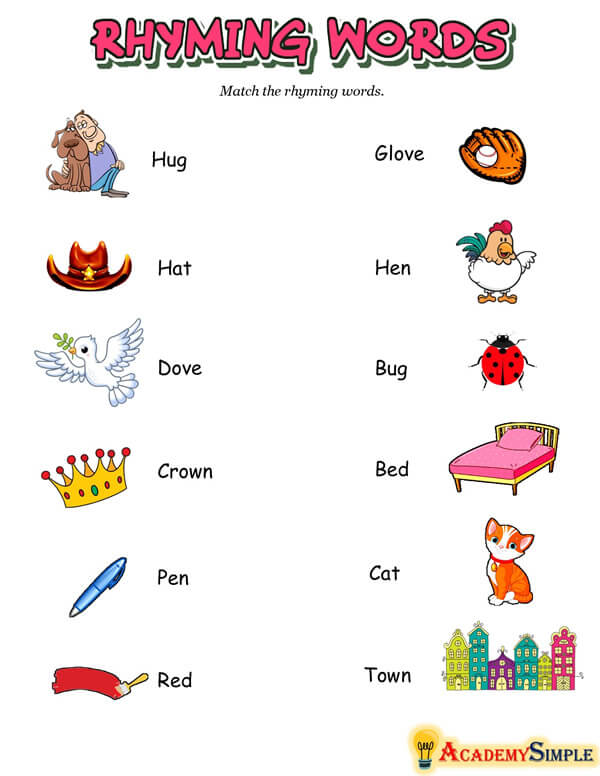 RHYMING WORDS
Match the rhyming words.
Hug
Glove
Hat
Hen
Dove
Bug
Crown
Bed
Pen
Cat
Red
Town
ACADEMYSIMPLE